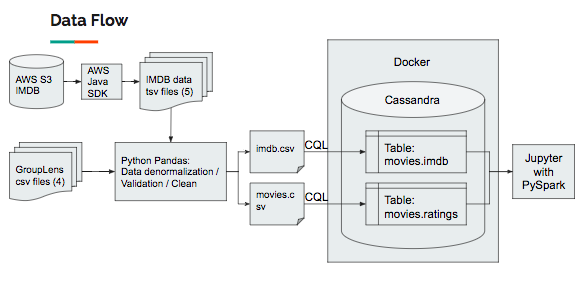 Data Flow
AWS S3
IMDB
AWS
Java
SDK
IMDB data
tsv files (5)
GroupLens
csv files (4)
Python Pandas:
Data denormalization /
Validation / Clean
imdb.csv
movies.c
sv
CQL
CQL
Docker
Cassandra
Table:
movies.imdb
Table:
movies.ratings
Jupyter
with
PySpark